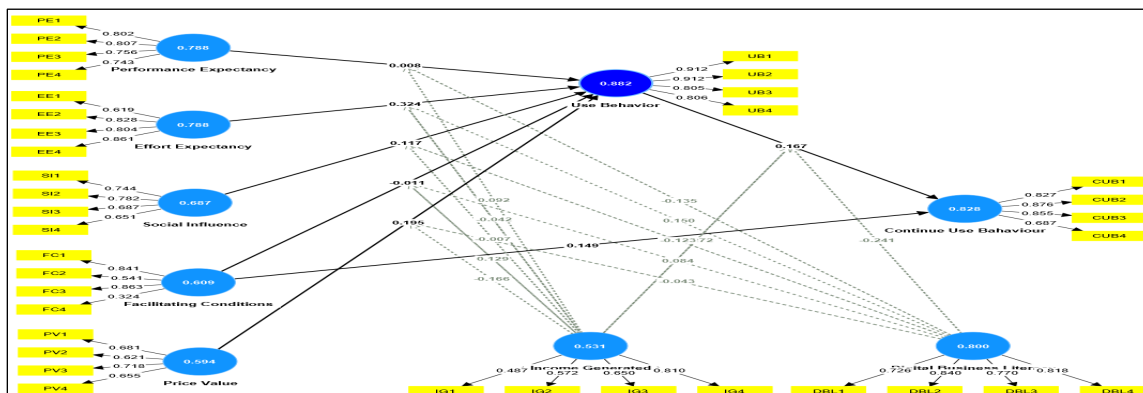 PE1
PE2
PE3
PE4
0.802
0.807
0.756
0.743
0.788
Performance Expectancy
EE1
EE2
EE3
EE4
0.619
0.828
0.804
0.861
0.788
Effort Expectancy
SI1
SI2
SI3
SI4
0.744
0.782
0.687
0.651
0.687
Social Influence
FC1
FC2
FC3
FC4
0.841
0.541
0.863
0.324
0.609
Facilitating Conditions
PV1
PV2
PV3
PV4
0.681
0.621
0.718
0.655
0.594
Price Value
0.008
0.324
0.117
-0.011
0.195
0.882
Use Behavior
0.912
0.912
0.805
0.806
UB1
UB2
UB3
UB4
0.167
0.149
0.092
-0.042
-0.007
0.129
-0.166
-0.135
0.150
0.084
-0.043
-0.241
0.828
Continue Use Bahaviour
0.827
0.876
0.855
0.687
CUB1
CUB2
CUB3
CUB4
0.531
Income Generated
0.487
0.572
0.650
0.810
IG1
IG2
IG3
IG4
0.800
0.726
0.840
0.770
0.818
DBL1
DBL2
DBL3
DBL4